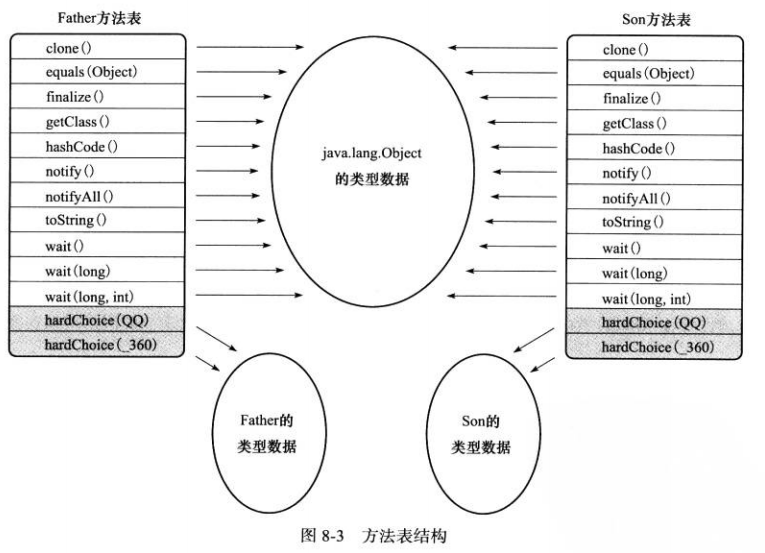 Father方法表
clone()
equals(Object)
finalize()
getClass()
hashCode()
notify()
notifyAll()
toString()
wait()
wait(long)
wait(long, int)
hardChoice(QQ)
hardChoice(_360)
java.lang.Object
的类型数据
Son方法表
clone()
equals(Object)
finalize()
getClass()
hashCode()
notify()
notifyAll()
toString()
wait()
wait(long)
wait(long, int)
hardChoice(QQ)
hardChoice(_360)
Father的
类型数据
Son的
类型数据
图 8-3 方法表结构